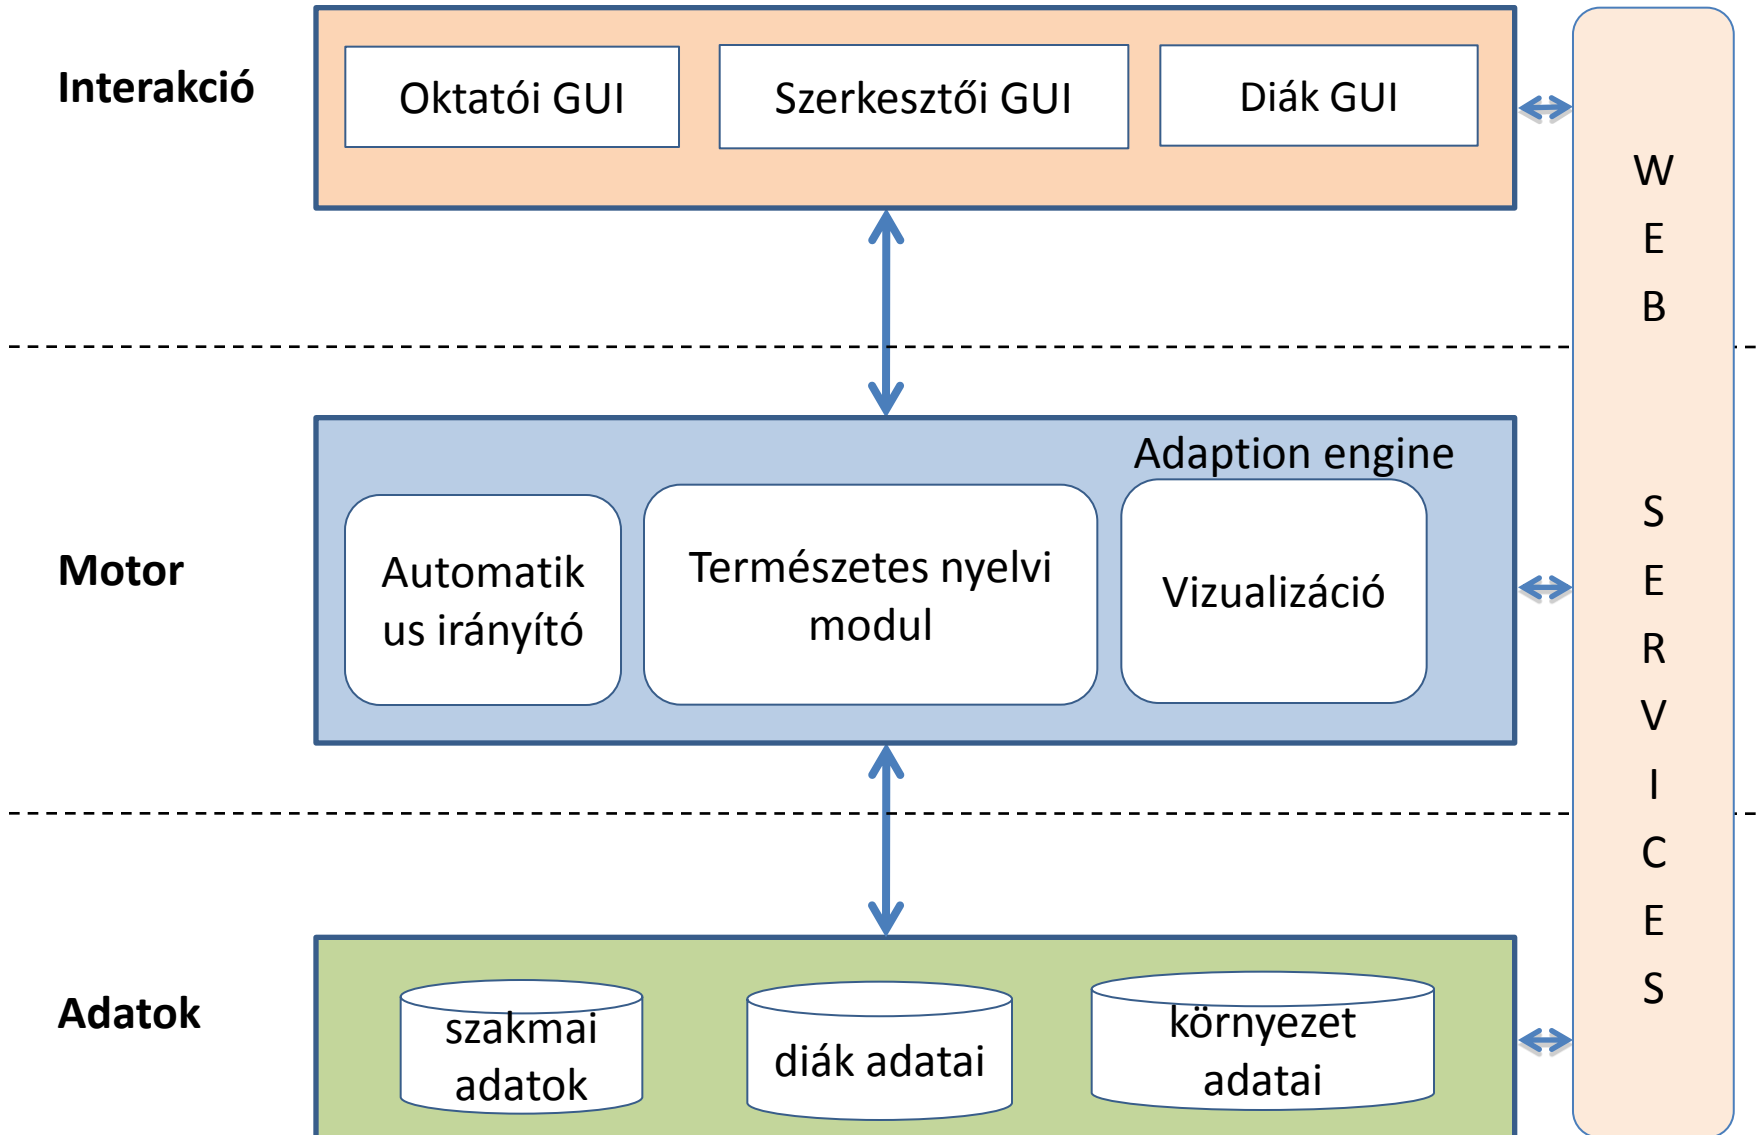 Interakció
Oktatói GUI
Szerkesztői GUI
Diák GUI
Motor
Adaption engine
Automatik
us irányító
Természetes nyelvi
modul
Vizualizáció
Adatok
szakmai
adatok
diák adatai
környezet
adatai
W
E
B
S
E
R
V
I
C
E
S